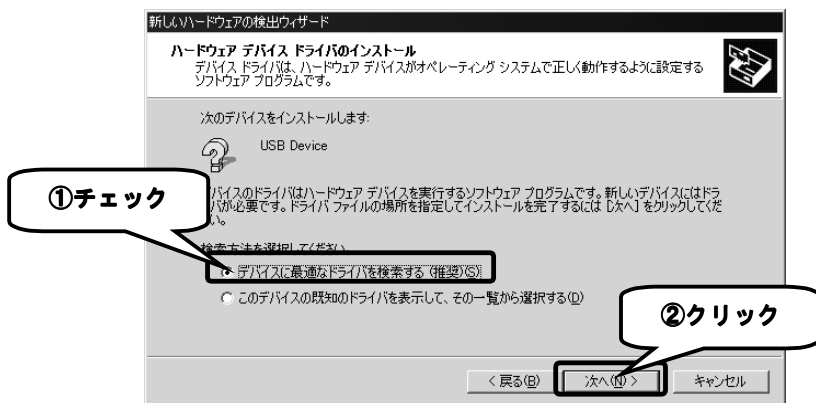 新しいハードウェアの検出ウィザード
ハードウェア デバイス ドライバのインストール
デバイス ドライバは、ハードウェア デバイスがオペレーティング システムで正しく動作するように設定する
ソフトウェア プログラムです。
次のデバイスをインストールします:
USB Device
①チェック
バイスのドライバはハードウェア デバイスを実行するソフトウェア プログラムです。新しいデバイスにはドラ
バが必要です。ドライバ ファイルの場所を指定してインストールを完了するには [次へ] をクリックしてくだ
い。
検索方法を選択してください
デバイスに最適なドライバを検索する (推奨)(S)
このデバイスの既知のドライバを表示して、その一覧から選択する(D)
②クリック
< 戻る(B)
次へ(N) >
キャンセル